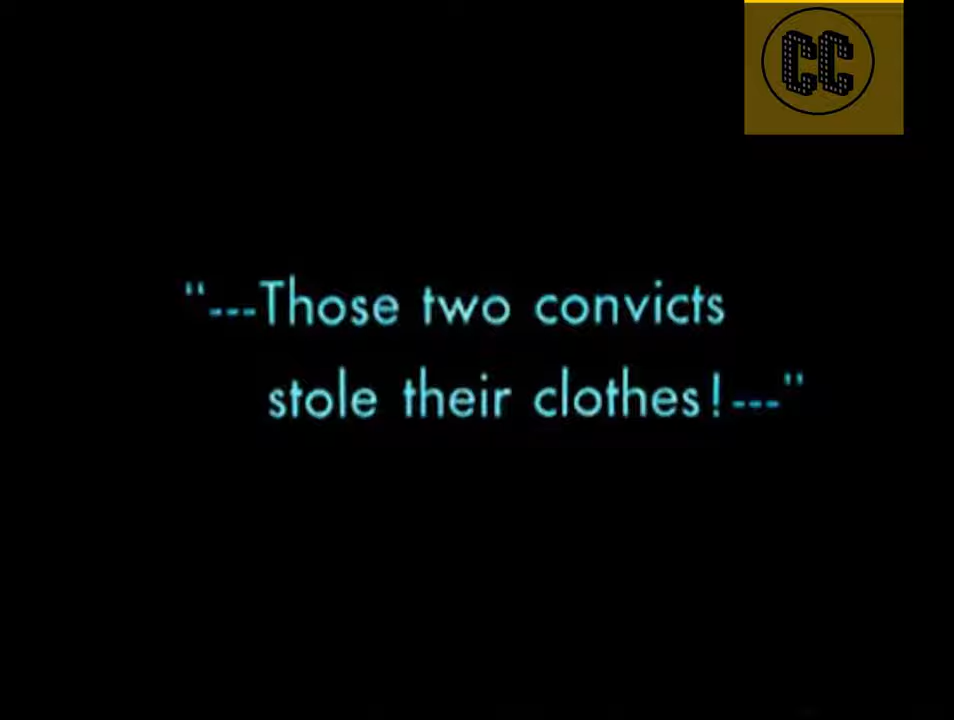 CC
"---Those two convicts
stole their clothes!---"